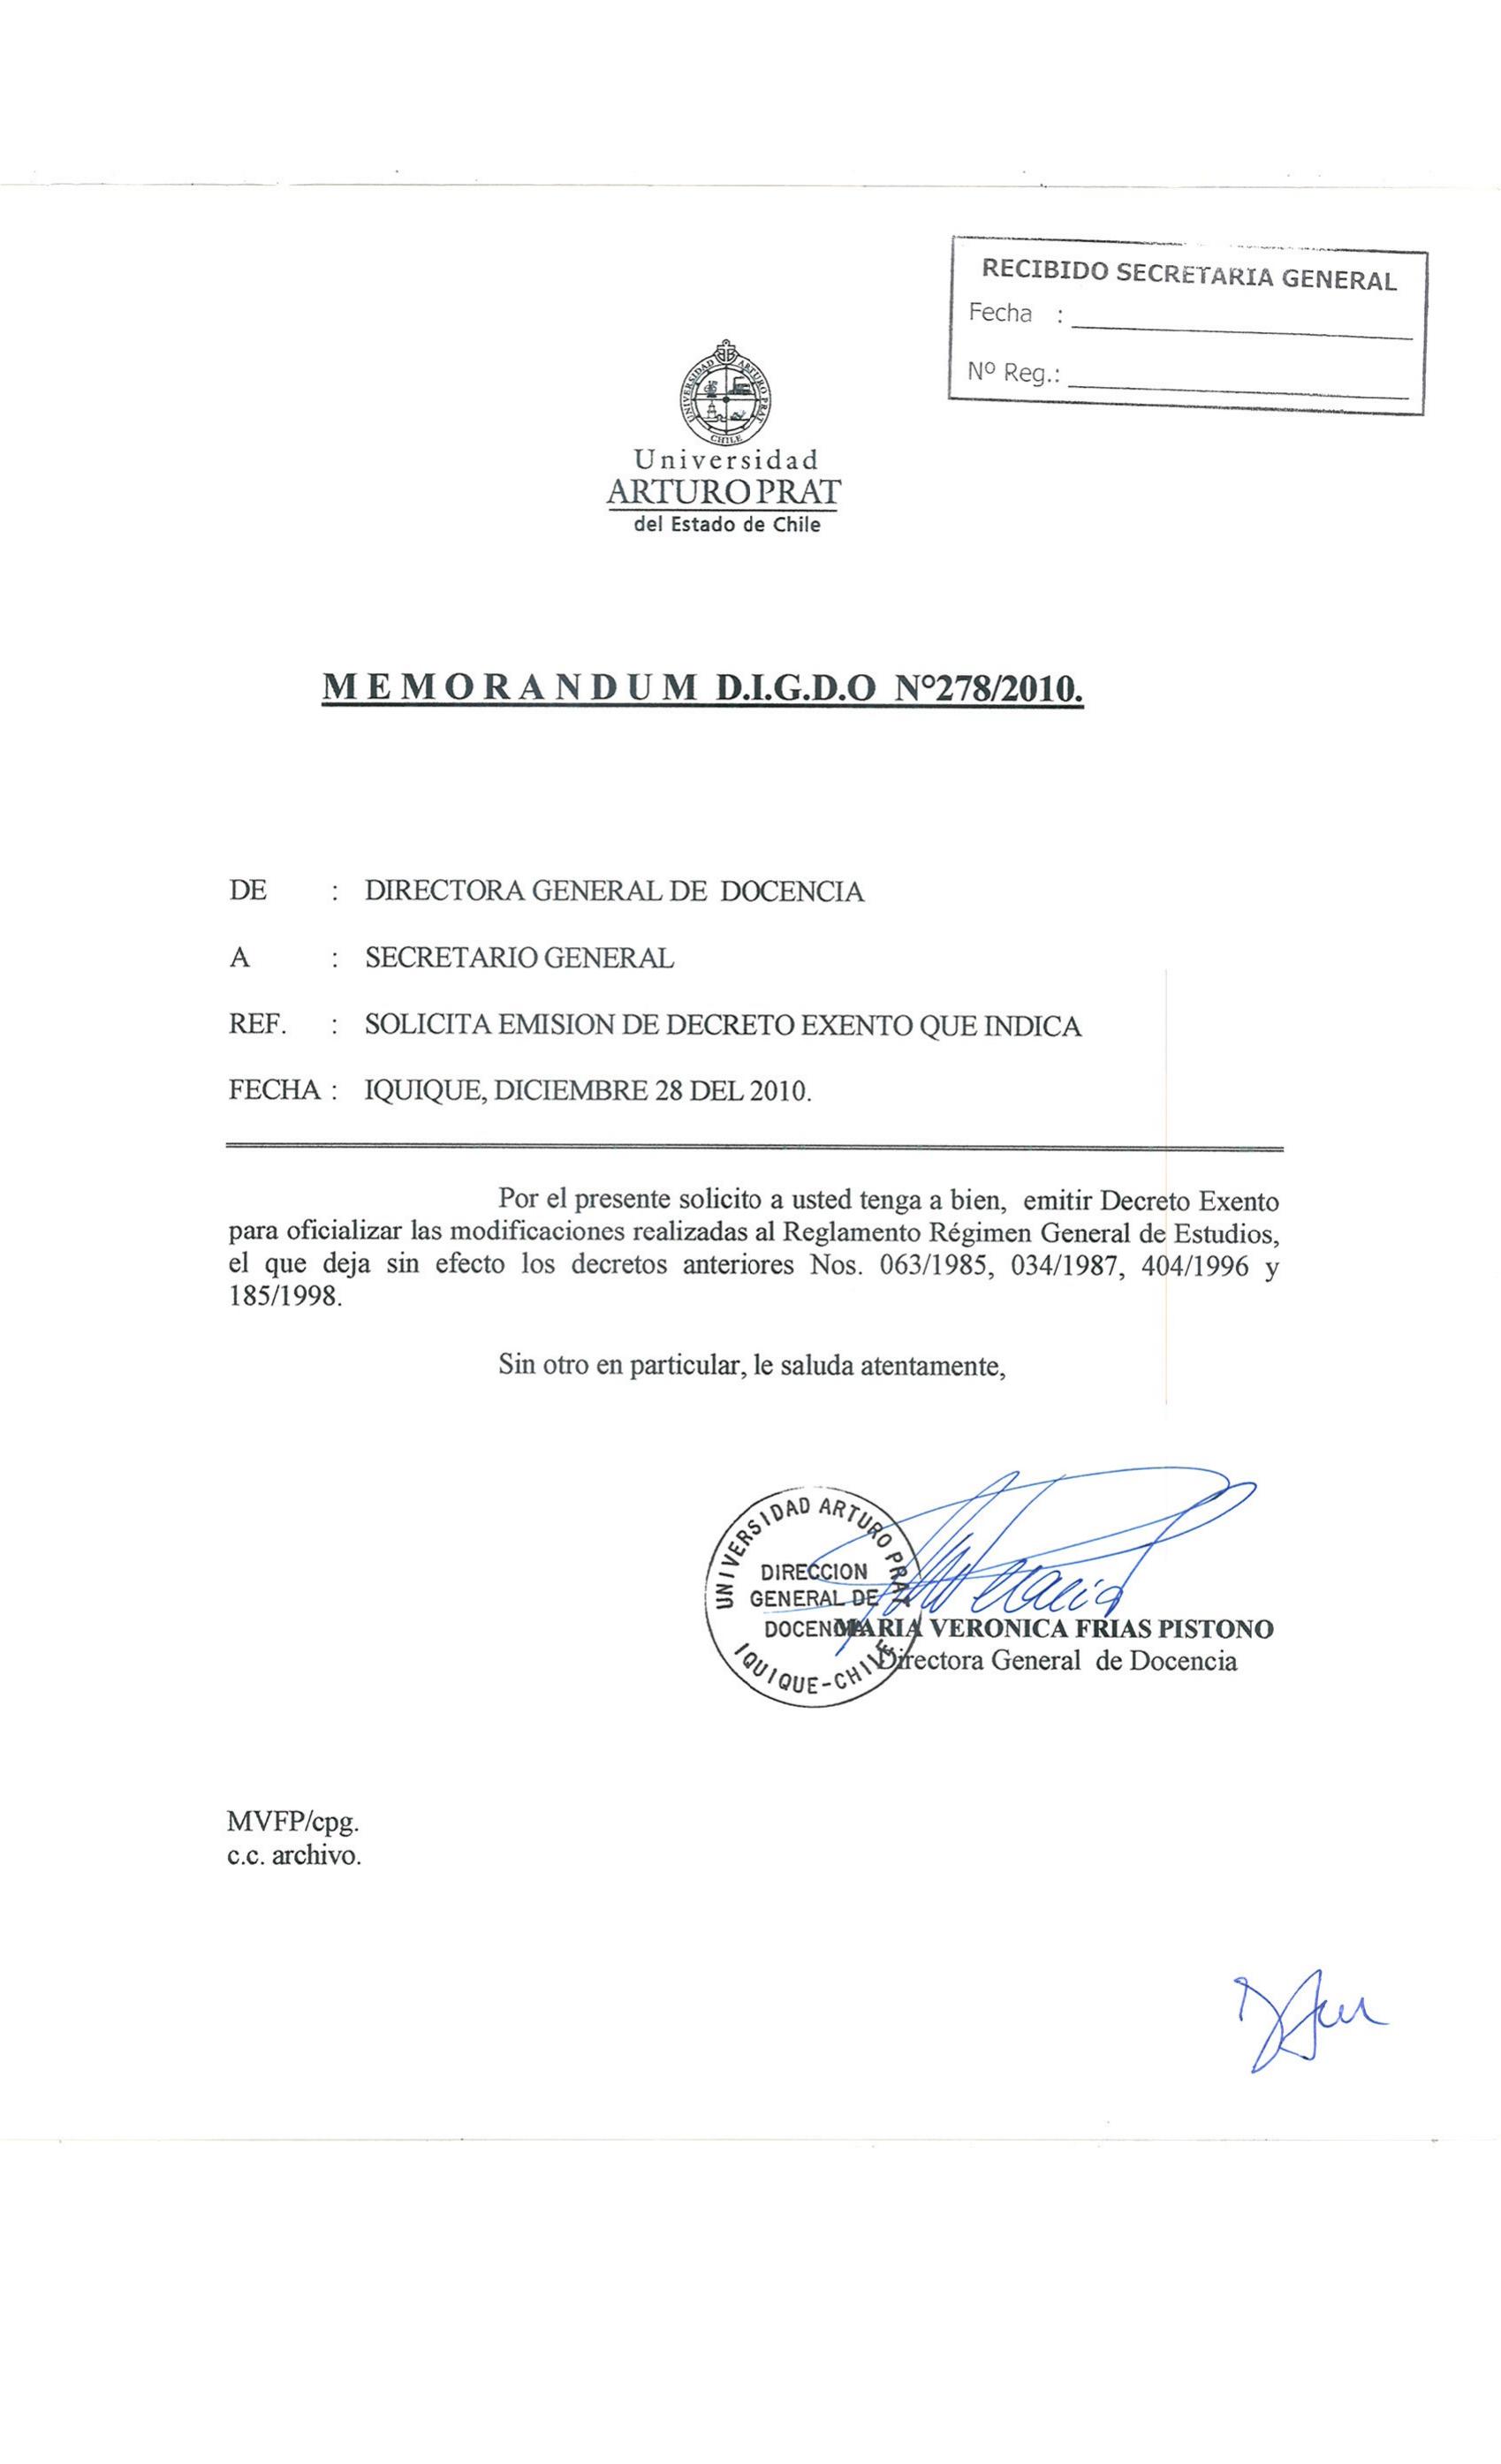 RECIBIDO SECRETARIA GENERAL
Fecha :
Nº Reg.:
UNIVERSIDAD ARTURO PRAT
CHILE
Universidad
ARTURO PRAT
del Estado de Chile
MEMORANDUM D.I.G.D.O N°278/2010.
DE : DIRECTORA GENERAL DE DOCENCIA
A : SECRETARIO GENERAL
REF. : SOLICITA EMISION DE DECRETO EXENTO QUE INDICA
FECHA : IQUIQUE, DICIEMBRE 28 DEL 2010.
Por el presente solicito a usted tenga a bien, emitir Decreto Exento
para oficializar las modificaciones realizadas al Reglamento Régimen General de Estudios,
el que deja sin efecto los decretos anteriores Nos. 063/1985, 034/1987, 404/1996 y
185/1998.
Sin otro en particular, le saluda atentamente,
UNIVERSIDAD ARTURO PRAT
DIRECCION
GENERAL DE
DOCENCIA
IQUIQUE-CHILE
MARIA VERONICA FRIAS PISTONO
Directora General de Docencia
MVFP/cpg.
c.c. archivo.